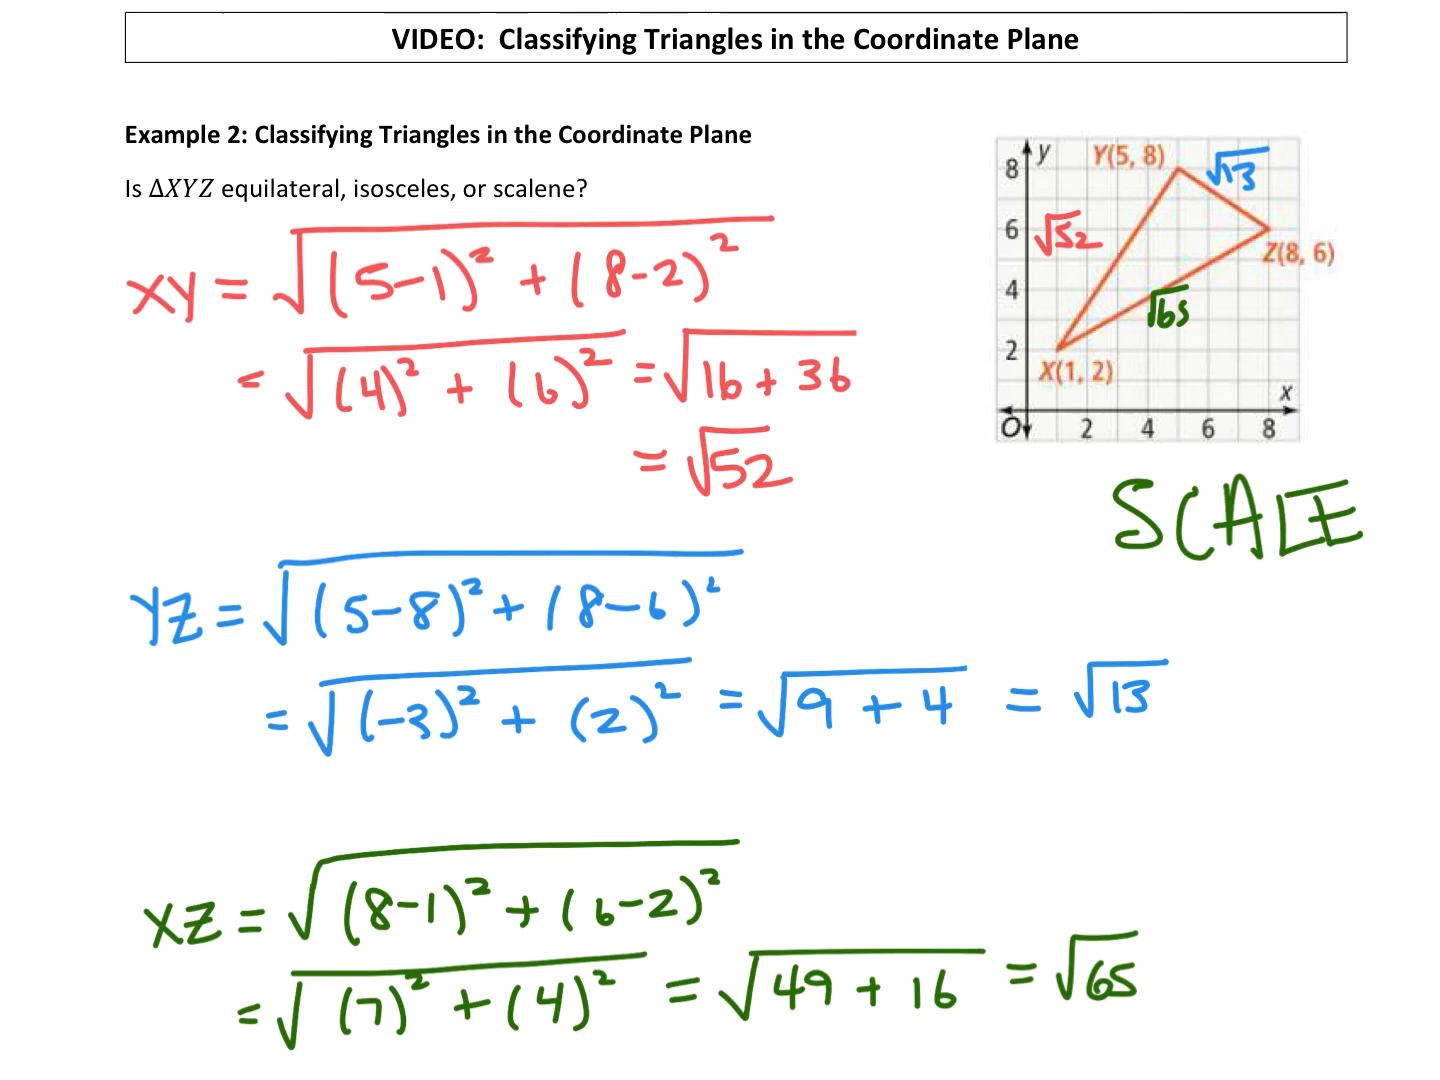 VIDEO: Classifying Triangles in the Coordinate Plane
Example 2: Classifying Triangles in the Coordinate Plane
Is ΔXYZ equilateral, isosceles, or scalene?
XY = √((5-1)² + (8-2)²)
= √((4)² + (6)²) = √(16 + 36)
= √52
8 y Y(5, 8) √13
6 √52 Z(8, 6)
4 √65
2 X(1, 2)
x
O 2 4 6 8
SCALE
YZ = √((5-8)² + (8-6)²)
= √((-3)² + (2)²) = √(9 + 4) = √13
XZ = √((8-1)² + (6-2)²)
= √((7)² + (4)²) = √(49 + 16) = √65